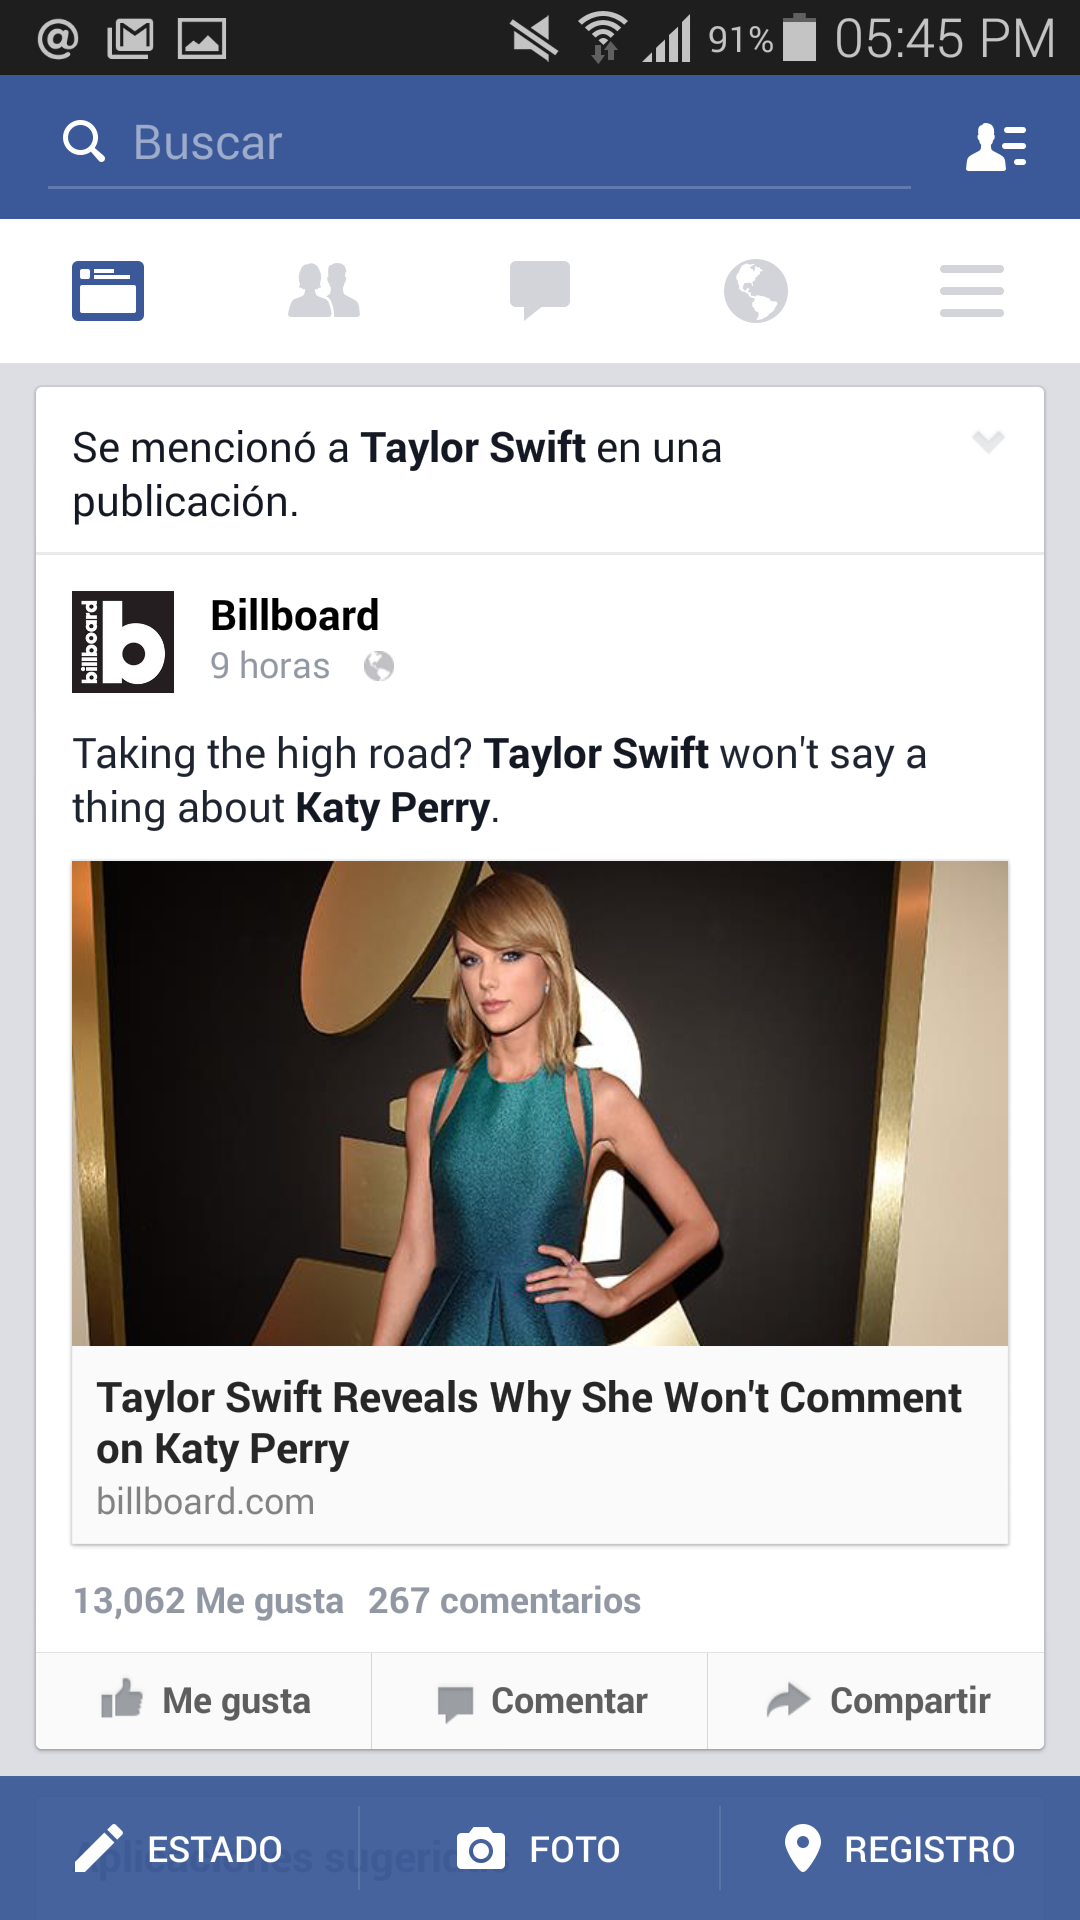 91% 05:45 PM
Buscar
Se mencionó a Taylor Swift en una
publicación.
billboard b
Billboard
9 horas
Taking the high road? Taylor Swift won't say a
thing about Katy Perry.
Taylor Swift Reveals Why She Won't Comment
on Katy Perry
billboard.com
13,062 Me gusta 267 comentarios
Me gusta Comentar Compartir
Aplicaciones sugeridas
ESTADO FOTO REGISTRO